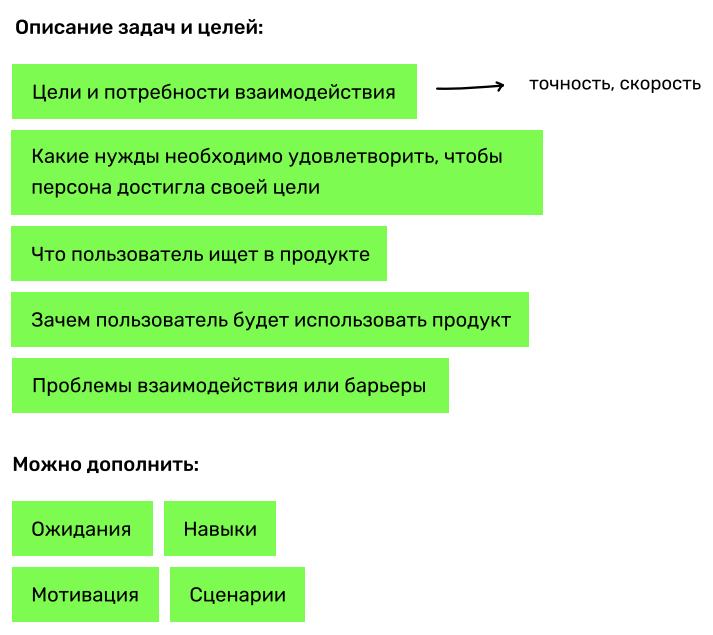 Описание задач и целей:
Цели и потребности взаимодействия
точность, скорость
Какие нужды необходимо удовлетворить, чтобы
персона достигла своей цели
Что пользователь ищет в продукте
Зачем пользователь будет использовать продукт
Проблемы взаимодействия или барьеры
Можно дополнить:
Ожидания
Навыки
Мотивация
Сценарии